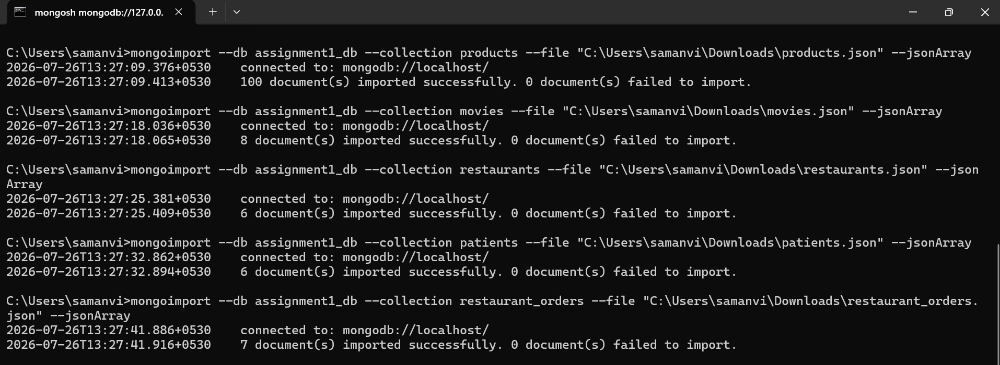 mongosh mongodb://127.0.0.
C:\Users\samanvi>mongoimport --db assignment1_db --collection products --file "C:\Users\samanvi\Downloads\products.json" --jsonArray
2026-07-26T13:27:09.376+0530    connected to: mongodb://localhost/
2026-07-26T13:27:09.413+0530    100 document(s) imported successfully. 0 document(s) failed to import.
C:\Users\samanvi>mongoimport --db assignment1_db --collection movies --file "C:\Users\samanvi\Downloads\movies.json" --jsonArray
2026-07-26T13:27:18.036+0530    connected to: mongodb://localhost/
2026-07-26T13:27:18.065+0530    8 document(s) imported successfully. 0 document(s) failed to import.
C:\Users\samanvi>mongoimport --db assignment1_db --collection restaurants --file "C:\Users\samanvi\Downloads\restaurants.json" --json
Array
2026-07-26T13:27:25.381+0530    connected to: mongodb://localhost/
2026-07-26T13:27:25.409+0530    6 document(s) imported successfully. 0 document(s) failed to import.
C:\Users\samanvi>mongoimport --db assignment1_db --collection patients --file "C:\Users\samanvi\Downloads\patients.json" --jsonArray
2026-07-26T13:27:32.862+0530    connected to: mongodb://localhost/
2026-07-26T13:27:32.894+0530    6 document(s) imported successfully. 0 document(s) failed to import.
C:\Users\samanvi>mongoimport --db assignment1_db --collection restaurant_orders --file "C:\Users\samanvi\Downloads\restaurant_orders.
json" --jsonArray
2026-07-26T13:27:41.886+0530    connected to: mongodb://localhost/
2026-07-26T13:27:41.916+0530    7 document(s) imported successfully. 0 document(s) failed to import.